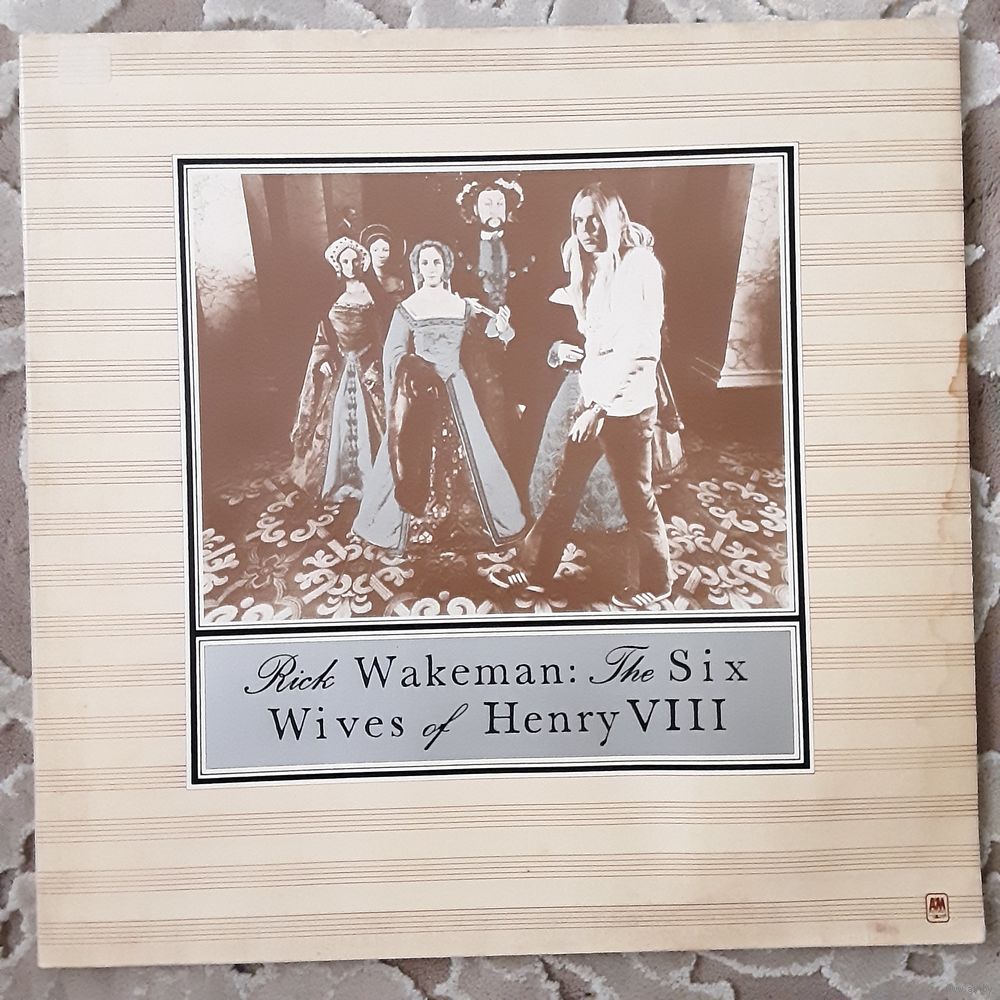 Rick Wakeman: The Six
Wives of Henry VIII
A&M